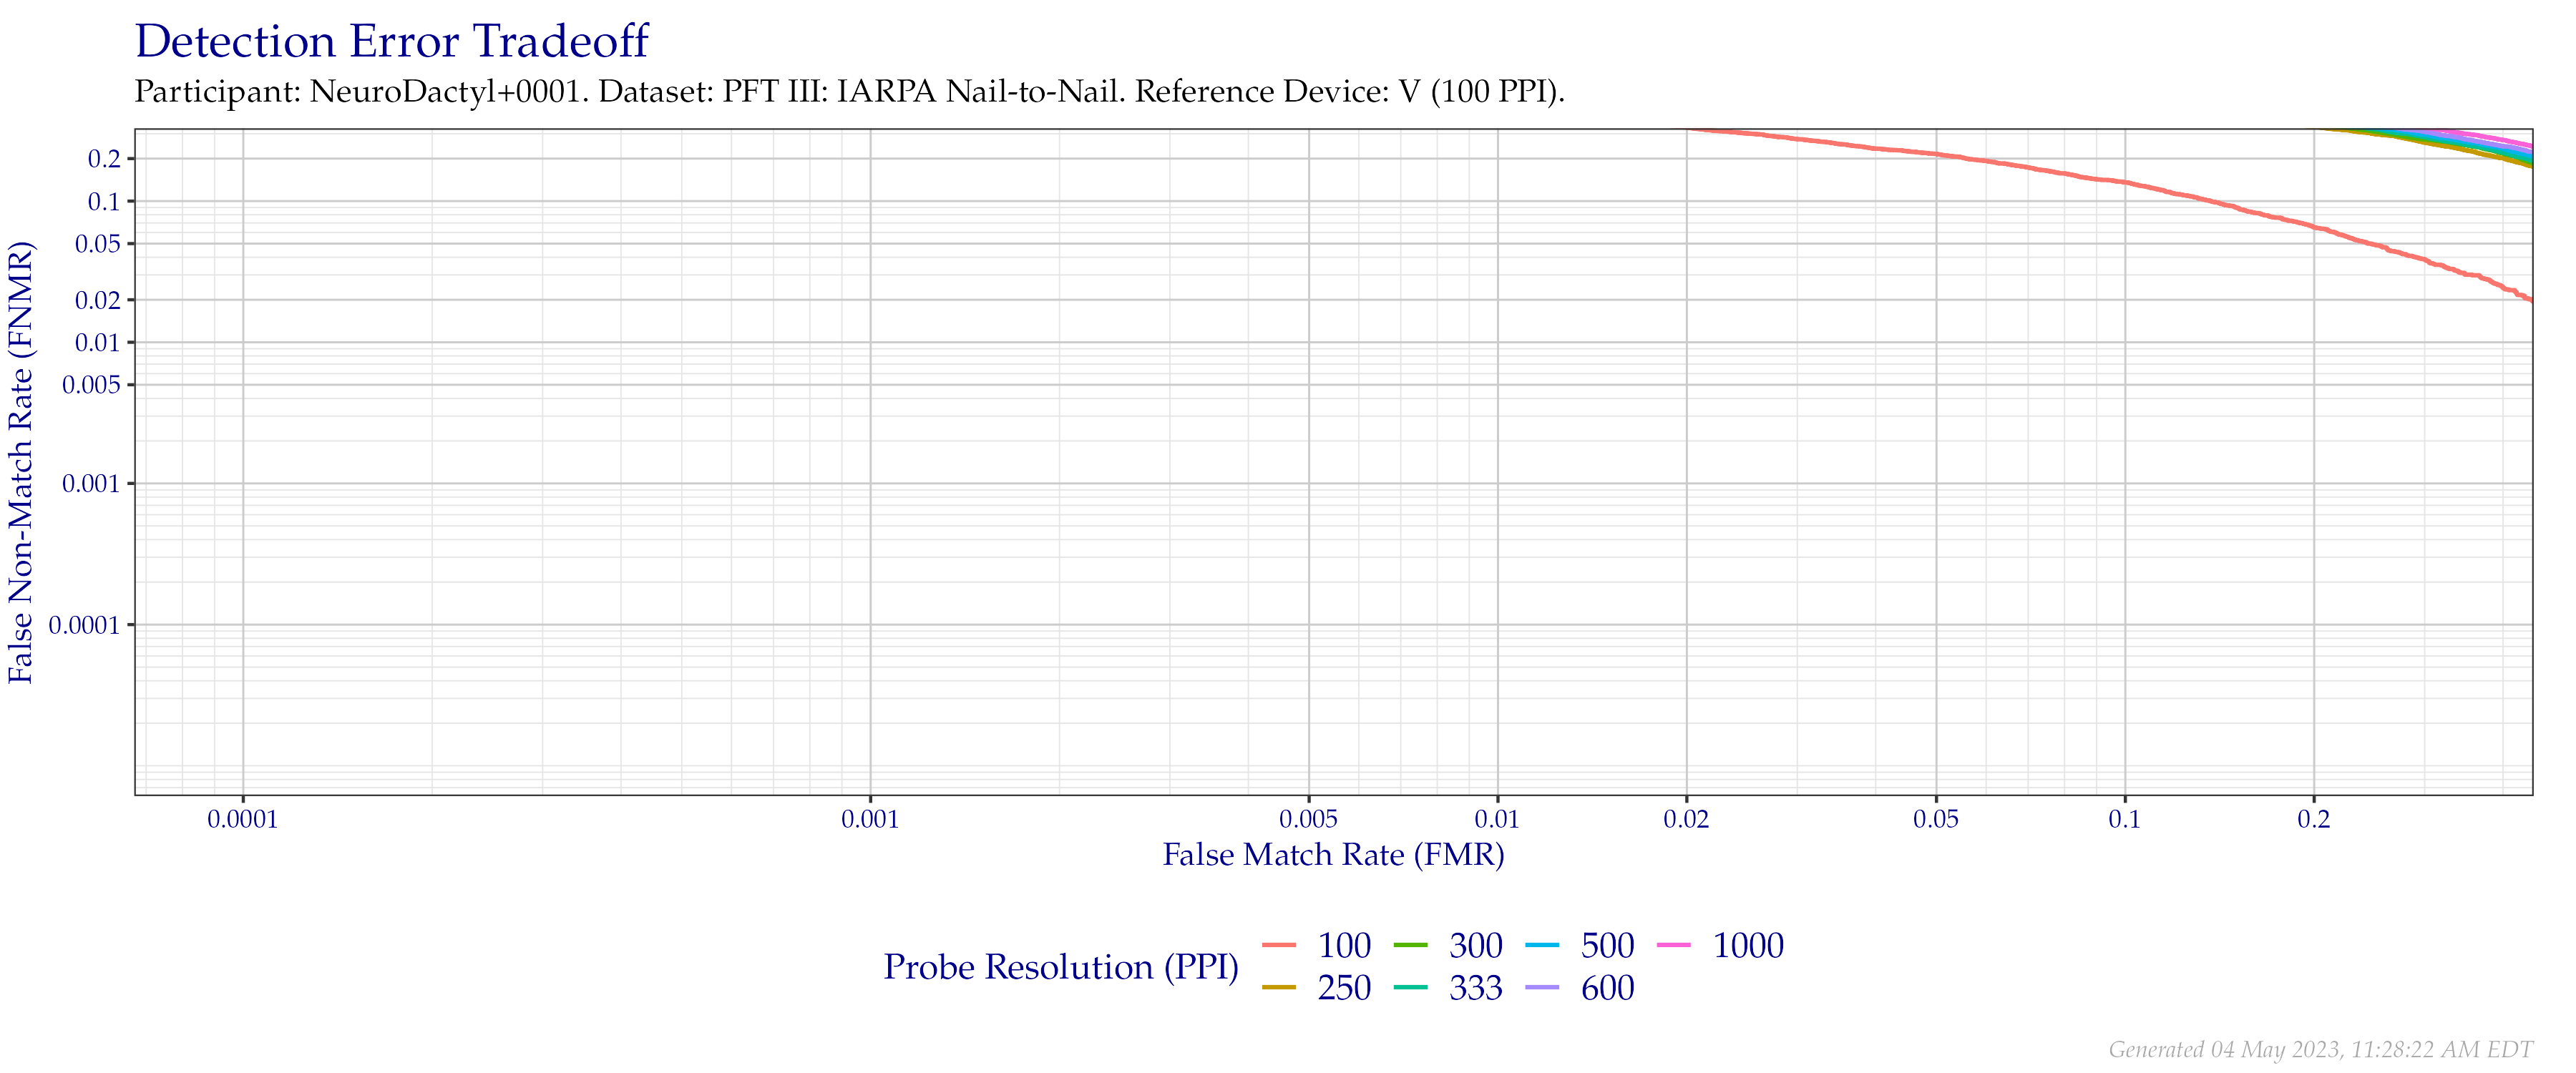 Detection Error Tradeoff
Participant: NeuroDactyl+0001. Dataset: PFT III: IARPA Nail-to-Nail. Reference Device: V (100 PPI).
False Non-Match Rate (FNMR)
0.2
0.1
0.05
0.02
0.01
0.005
0.001
0.0001
0.0001 0.001 0.005 0.01 0.02 0.05 0.1 0.2
False Match Rate (FMR)
Probe Resolution (PPI)
100 300 500 1000
250 333 600
Generated 04 May 2023, 11:28:22 AM EDT